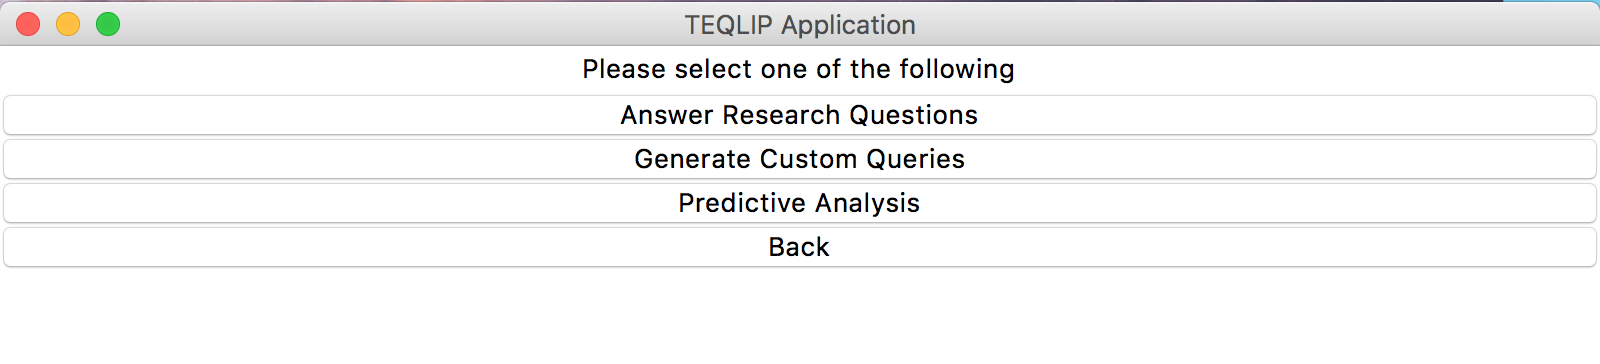 TEQLIP Application
Please select one of the following
Answer Research Questions
Generate Custom Queries
Predictive Analysis
Back